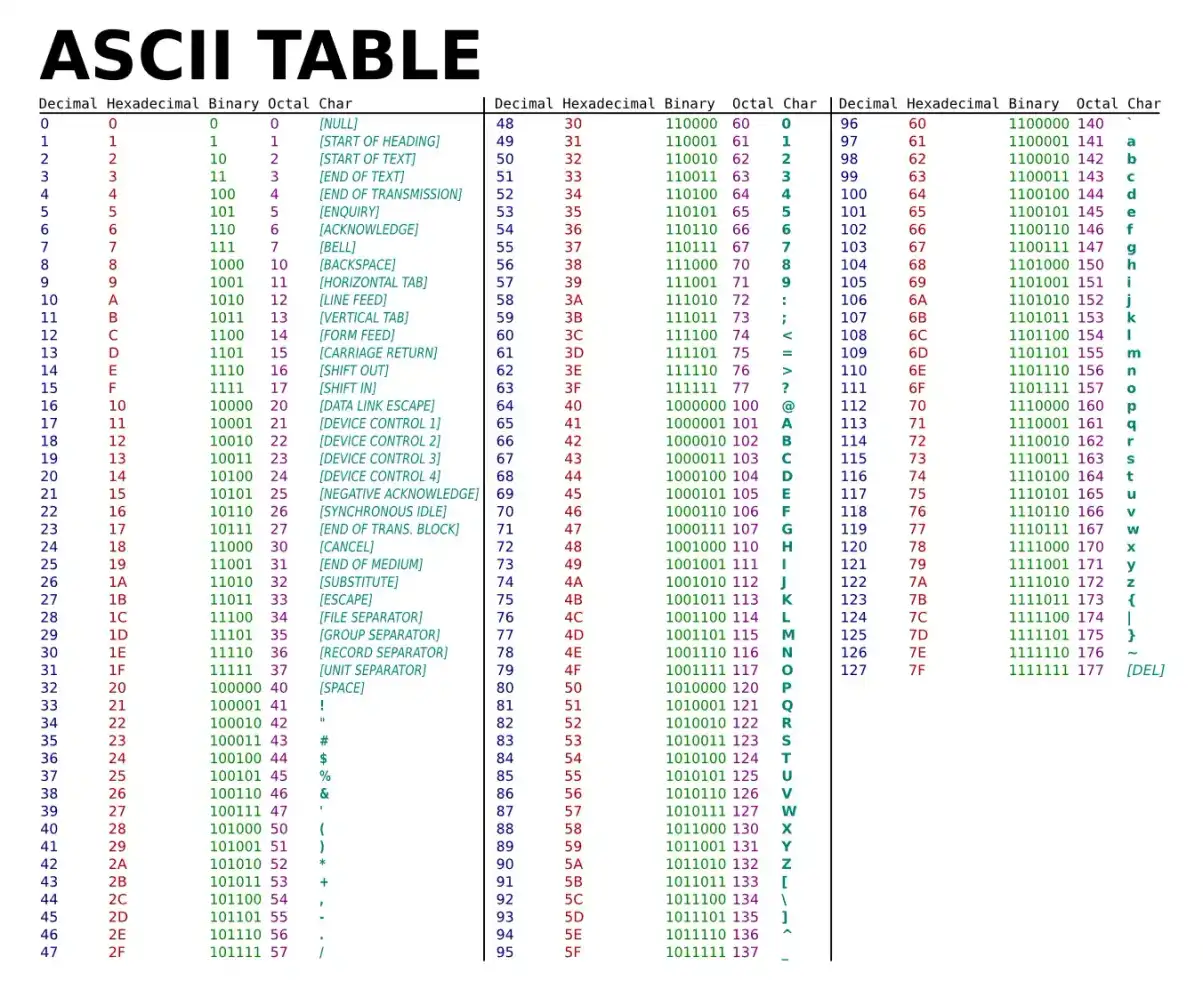 ASCII TABLE
Decimal Hexadecimal Binary Octal Char Decimal Hexadecimal Binary Octal Char Decimal Hexadecimal Binary Octal Char
0 0 0 0 [NULL] 48 30 110000 60 0 96 60 1100000 140 `
1 1 1 1 [START OF HEADING] 49 31 110001 61 1 97 61 1100001 141 a
2 2 10 2 [START OF TEXT] 50 32 110010 62 2 98 62 1100010 142 b
3 3 11 3 [END OF TEXT] 51 33 110011 63 3 99 63 1100011 143 c
4 4 100 4 [END OF TRANSMISSION] 52 34 110100 64 4 100 64 1100100 144 d
5 5 101 5 [ENQUIRY] 53 35 110101 65 5 101 65 1100101 145 e
6 6 110 6 [ACKNOWLEDGE] 54 36 110110 66 6 102 66 1100110 146 f
7 7 111 7 [BELL] 55 37 110111 67 7 103 67 1100111 147 g
8 8 1000 10 [BACKSPACE] 56 38 111000 70 8 104 68 1101000 150 h
9 9 1001 11 [HORIZONTAL TAB] 57 39 111001 71 9 105 69 1101001 151 i
10 A 1010 12 [LINE FEED] 58 3A 111010 72 : 106 6A 1101010 152 j
11 B 1011 13 [VERTICAL TAB] 59 3B 111011 73 ; 107 6B 1101011 153 k
12 C 1100 14 [FORM FEED] 60 3C 111100 74 < 108 6C 1101100 154 l
13 D 1101 15 [CARRIAGE RETURN] 61 3D 111101 75 = 109 6D 1101101 155 m
14 E 1110 16 [SHIFT OUT] 62 3E 111110 76 > 110 6E 1101110 156 n
15 F 1111 17 [SHIFT IN] 63 3F 111111 77 ? 111 6F 1101111 157 o
16 10 10000 20 [DATA LINK ESCAPE] 64 40 1000000 100 @ 112 70 1110000 160 p
17 11 10001 21 [DEVICE CONTROL 1] 65 41 1000001 101 A 113 71 1110001 161 q
18 12 10010 22 [DEVICE CONTROL 2] 66 42 1000010 102 B 114 72 1110010 162 r
19 13 10011 23 [DEVICE CONTROL 3] 67 43 1000011 103 C 115 73 1110011 163 s
20 14 10100 24 [DEVICE CONTROL 4] 68 44 1000100 104 D 116 74 1110100 164 t
21 15 10101 25 [NEGATIVE ACKNOWLEDGE] 69 45 1000101 105 E 117 75 1110101 165 u
22 16 10110 26 [SYNCHRONOUS IDLE] 70 46 1000110 106 F 118 76 1110110 166 v
23 17 10111 27 [END OF TRANS. BLOCK] 71 47 1000111 107 G 119 77 1110111 167 w
24 18 11000 30 [CANCEL] 72 48 1001000 110 H 120 78 1111000 170 x
25 19 11001 31 [END OF MEDIUM] 73 49 1001001 111 I 121 79 1111001 171 y
26 1A 11010 32 [SUBSTITUTE] 74 4A 1001010 112 J 122 7A 1111010 172 z
27 1B 11011 33 [ESCAPE] 75 4B 1001011 113 K 123 7B 1111011 173 {
28 1C 11100 34 [FILE SEPARATOR] 76 4C 1001100 114 L 124 7C 1111100 174 |
29 1D 11101 35 [GROUP SEPARATOR] 77 4D 1001101 115 M 125 7D 1111101 175 }
30 1E 11110 36 [RECORD SEPARATOR] 78 4E 1001110 116 N 126 7E 1111110 176 ~
31 1F 11111 37 [UNIT SEPARATOR] 79 4F 1001111 117 O 127 7F 1111111 177 [DEL]
32 20 100000 40 [SPACE] 80 50 1010000 120 P
33 21 100001 41 ! 81 51 1010001 121 Q
34 22 100010 42 " 82 52 1010010 122 R
35 23 100011 43 # 83 53 1010011 123 S
36 24 100100 44 $ 84 54 1010100 124 T
37 25 100101 45 % 85 55 1010101 125 U
38 26 100110 46 & 86 56 1010110 126 V
39 27 100111 47 ' 87 57 1010111 127 W
40 28 101000 50 ( 88 58 1011000 130 X
41 29 101001 51 ) 89 59 1011001 131 Y
42 2A 101010 52 * 90 5A 1011010 132 Z
43 2B 101011 53 + 91 5B 1011011 133 [
44 2C 101100 54 , 92 5C 1011100 134 \
45 2D 101101 55 - 93 5D 1011101 135 ]
46 2E 101110 56 . 94 5E 1011110 136 ^
47 2F 101111 57 / 95 5F 1011111 137 _